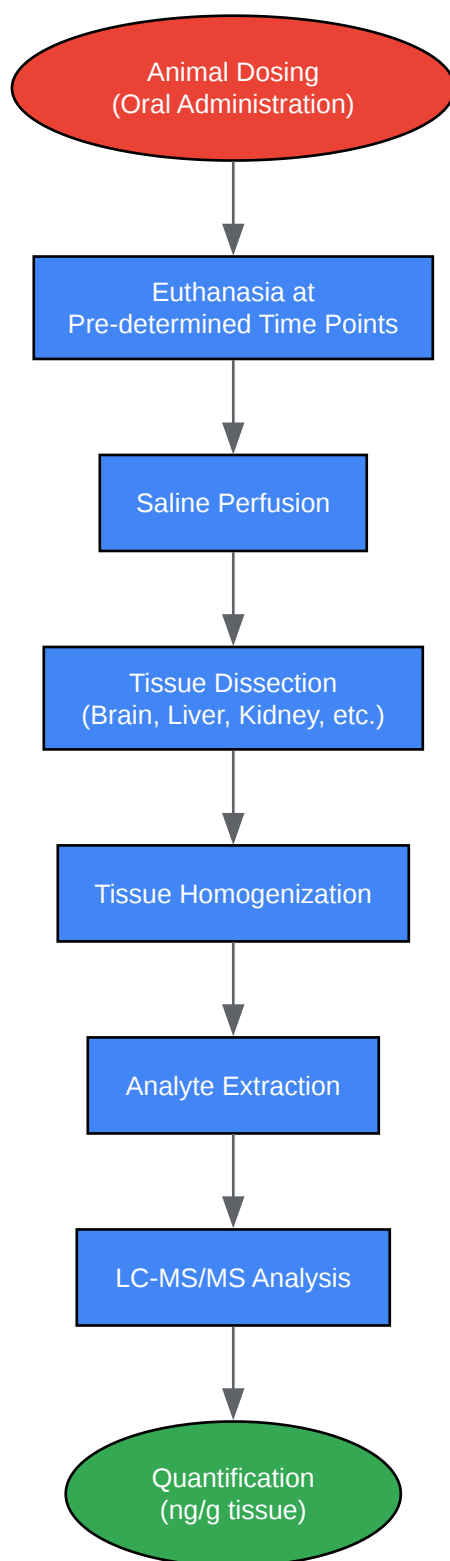 Animal Dosing
(Oral Administration)
Euthanasia at
Pre-determined Time Points
Saline Perfusion
Tissue Dissection
(Brain, Liver, Kidney, etc.)
Tissue Homogenization
Analyte Extraction
LC-MS/MS Analysis
Quantification
(ng/g tissue)